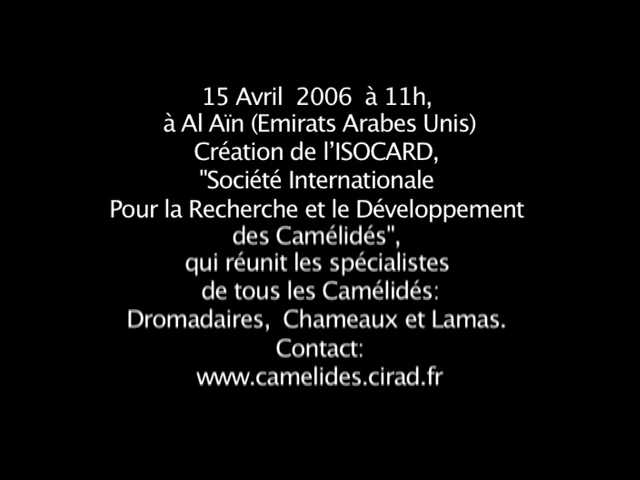 15 Avril  2006  à 11h,
à Al Aïn (Emirats Arabes Unis)
Création de l’ISOCARD,
"Société Internationale
Pour la Recherche et le Développement
des Camélidés",
qui réunit les spécialistes
de tous les Camélidés:
Dromadaires,  Chameaux et Lamas.
Contact:
www.camelides.cirad.fr